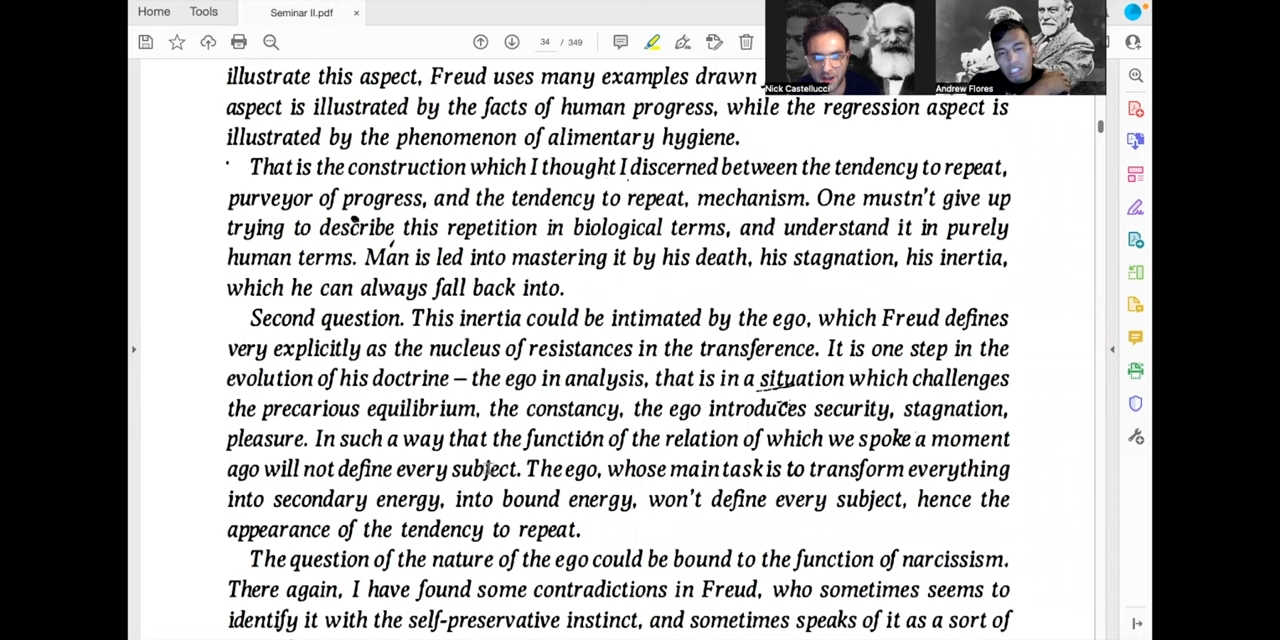 Home Tools Seminar II.pdf ×
34 / 349
Nick Castellucci
Andrew Flores
illustrate this aspect, Freud uses many examples drawn
aspect is illustrated by the facts of human progress, while the regression aspect is
illustrated by the phenomenon of alimentary hygiene.
That is the construction which I thought I discerned between the tendency to repeat,
purveyor of progress, and the tendency to repeat, mechanism. One mustn't give up
trying to describe this repetition in biological terms, and understand it in purely
human terms. Man is led into mastering it by his death, his stagnation, his inertia,
which he can always fall back into.
Second question. This inertia could be intimated by the ego, which Freud defines
very explicitly as the nucleus of resistances in the transference. It is one step in the
evolution of his doctrine – the ego in analysis, that is in a situation which challenges
the precarious equilibrium, the constancy, the ego introduces security, stagnation,
pleasure. In such a way that the function of the relation of which we spoke a moment
ago will not define every subject. The ego, whose main task is to transform everything
into secondary energy, into bound energy, won't define every subject, hence the
appearance of the tendency to repeat.
The question of the nature of the ego could be bound to the function of narcissism.
There again, I have found some contradictions in Freud, who sometimes seems to
identify it with the self-preservative instinct, and sometimes speaks of it as a sort of